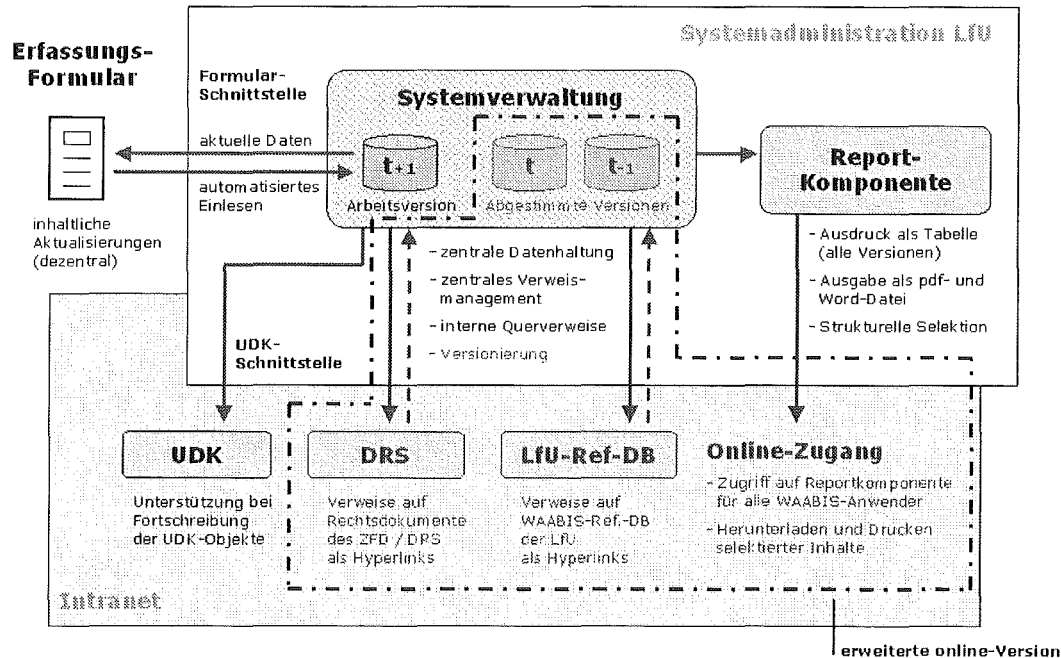 Systemadministration LfU
Erfassungs-
Formular
Formular-
Schnittstelle
Systemverwaltung
aktuelle Daten
automatisiertes
Einlesen
t+1
t
t-1
Arbeitsversion
Abgestimmte Versionen
Report-
Komponente
inhaltliche
Aktualisierungen
(dezentral)
- zentrale Datenhaltung
- zentrales Verweis-
management
- interne Querverweise
- Versionierung
- Ausdruck als Tabelle
(alle Versionen)
- Ausgabe als pdf- und
Word-Datei
- Strukturelle Selektion
UDK-
Schnittstelle
UDK
Unterstützung bei
Fortschreibung
der UDK-Objekte
DRS
Verweise auf
Rechtsdokumente
des ZFD / DRS
als Hyperlinks
LfU-Ref-DB
Verweise auf
WAABIS-Ref.-DB
der LfU
als Hyperlinks
Online-Zugang
- Zugriff auf Reportkomponente
für alle WAABIS-Anwender
- Herunterladen und Drucken
selektierter Inhalte
Intranet
erweiterte online-Version